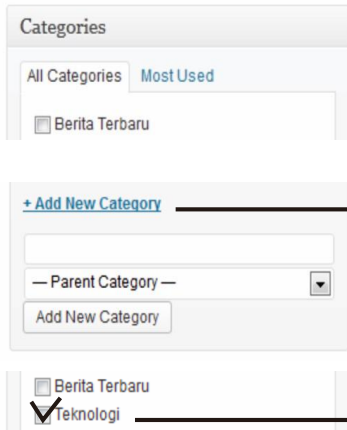 Categories
All Categories Most Used
Berita Terbaru
+ Add New Category
— Parent Category —
Add New Category
Berita Terbaru
Teknologi